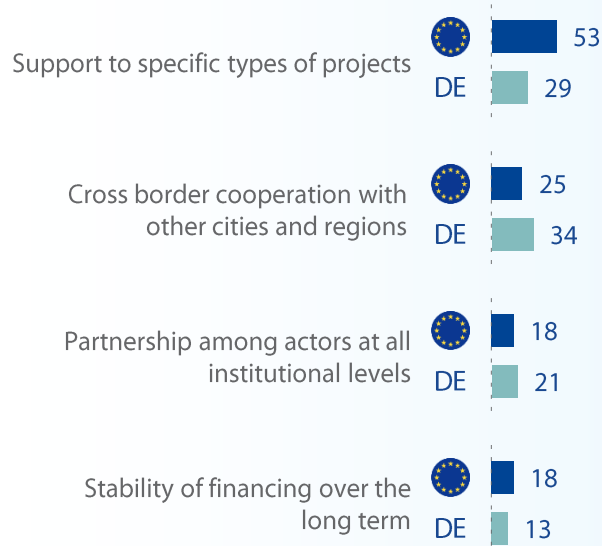 53
Support to specific types of projects
DE 29
25
Cross border cooperation with
other cities and regions
DE 34
18
Partnership among actors at all
institutional levels
DE 21
18
Stability of financing over the
long term
DE 13